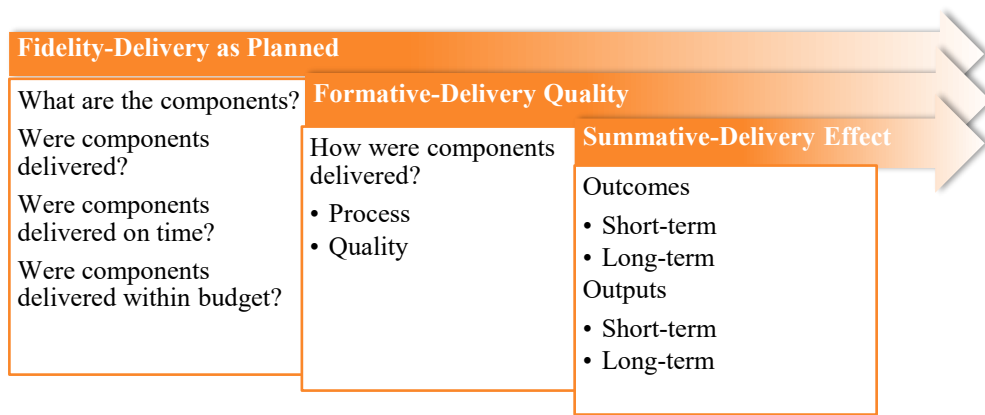 Fidelity-Delivery as Planned
What are the components?
Were components
delivered?
Were components
delivered on time?
Were components
delivered within budget?
Formative-Delivery Quality
How were components
delivered?
• Process
• Quality
Summative-Delivery Effect
Outcomes
• Short-term
• Long-term
Outputs
• Short-term
• Long-term